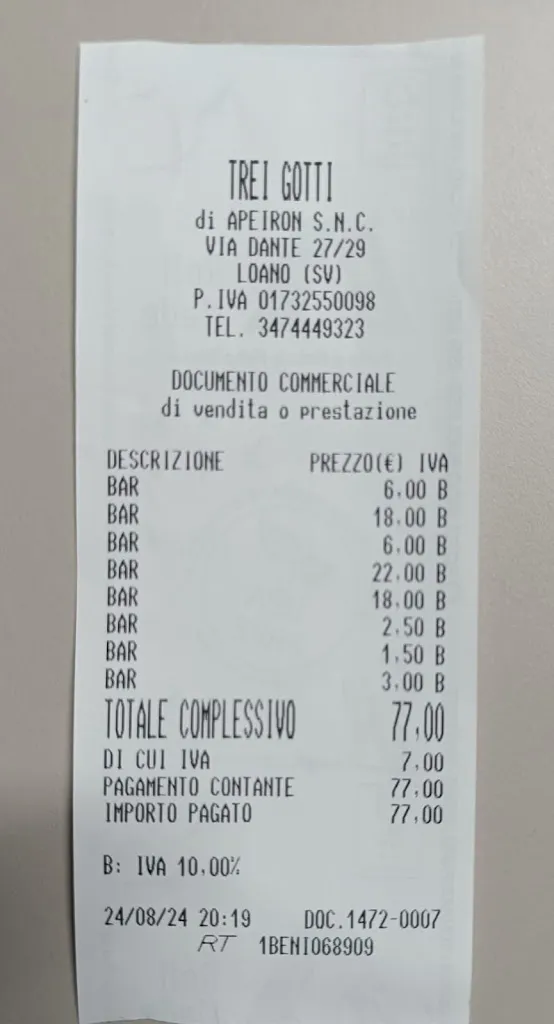 TREI GOTTI
di APEIRON S.N.C.
VIA DANTE 27/29
LOANO (SV)
P.IVA 01732550098
TEL. 3474449323
DOCUMENTO COMMERCIALE
di vendita o prestazione
DESCRIZIONE PREZZO(€) IVA
BAR 6,00 B
BAR 18,00 B
BAR 6,00 B
BAR 22,00 B
BAR 18,00 B
BAR 2,50 B
BAR 1,50 B
BAR 3,00 B
TOTALE COMPLESSIVO 77,00
DI CUI IVA 7,00
PAGAMENTO CONTANTE 77,00
IMPORTO PAGATO 77,00
B: IVA 10,00%
24/08/24 20:19 DOC.1472-0007
RT 1BENI068909